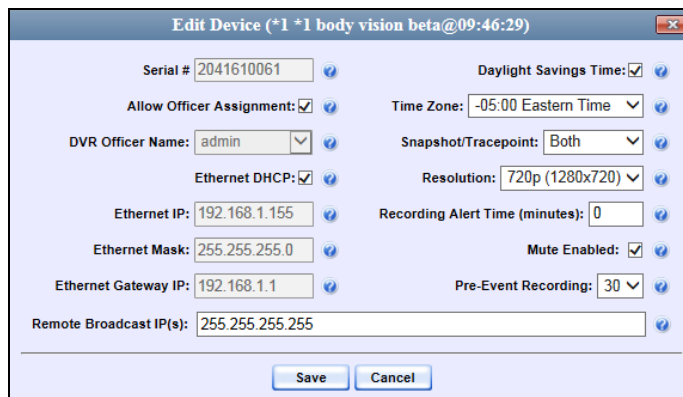 Edit Device (*1 *1 body vision beta@09:46:29)
Serial # 2041610061
Daylight Savings Time:
Allow Officer Assignment:
Time Zone: -05:00 Eastern Time
DVR Officer Name: admin
Snapshot/Tracepoint: Both
Ethernet DHCP:
Resolution: 720p (1280x720)
Ethernet IP: 192.168.1.155
Recording Alert Time (minutes): 0
Ethernet Mask: 255.255.255.0
Mute Enabled:
Ethernet Gateway IP: 192.168.1.1
Pre-Event Recording: 30
Remote Broadcast IP(s): 255.255.255.255
Save Cancel